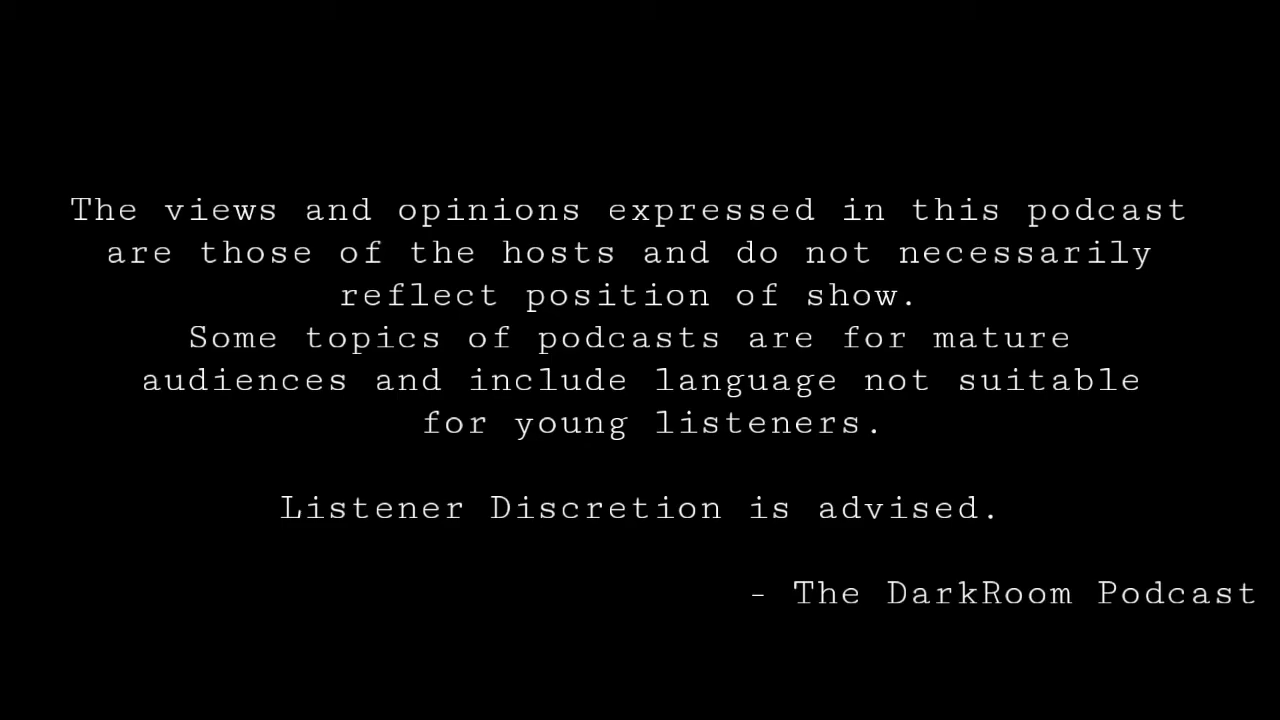 The views and opinions expressed in this podcast
are those of the hosts and do not necessarily
reflect position of show.
Some topics of podcasts are for mature
audiences and include language not suitable
for young listeners.
Listener Discretion is advised.
- The DarkRoom Podcast